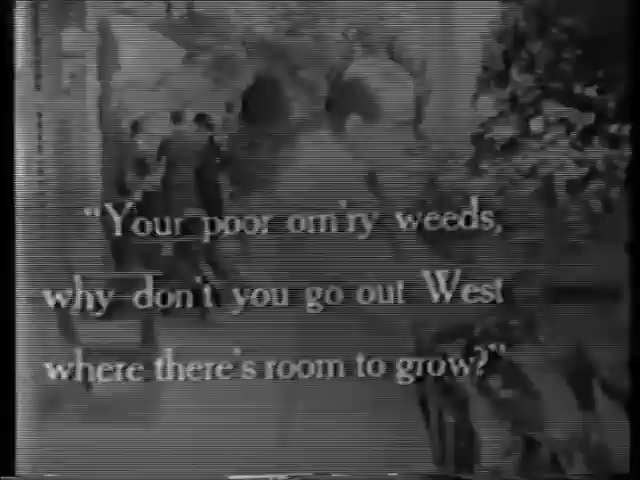 "Your poor orn'ry weeds,
why don't you go out West
where there's room to grow?"